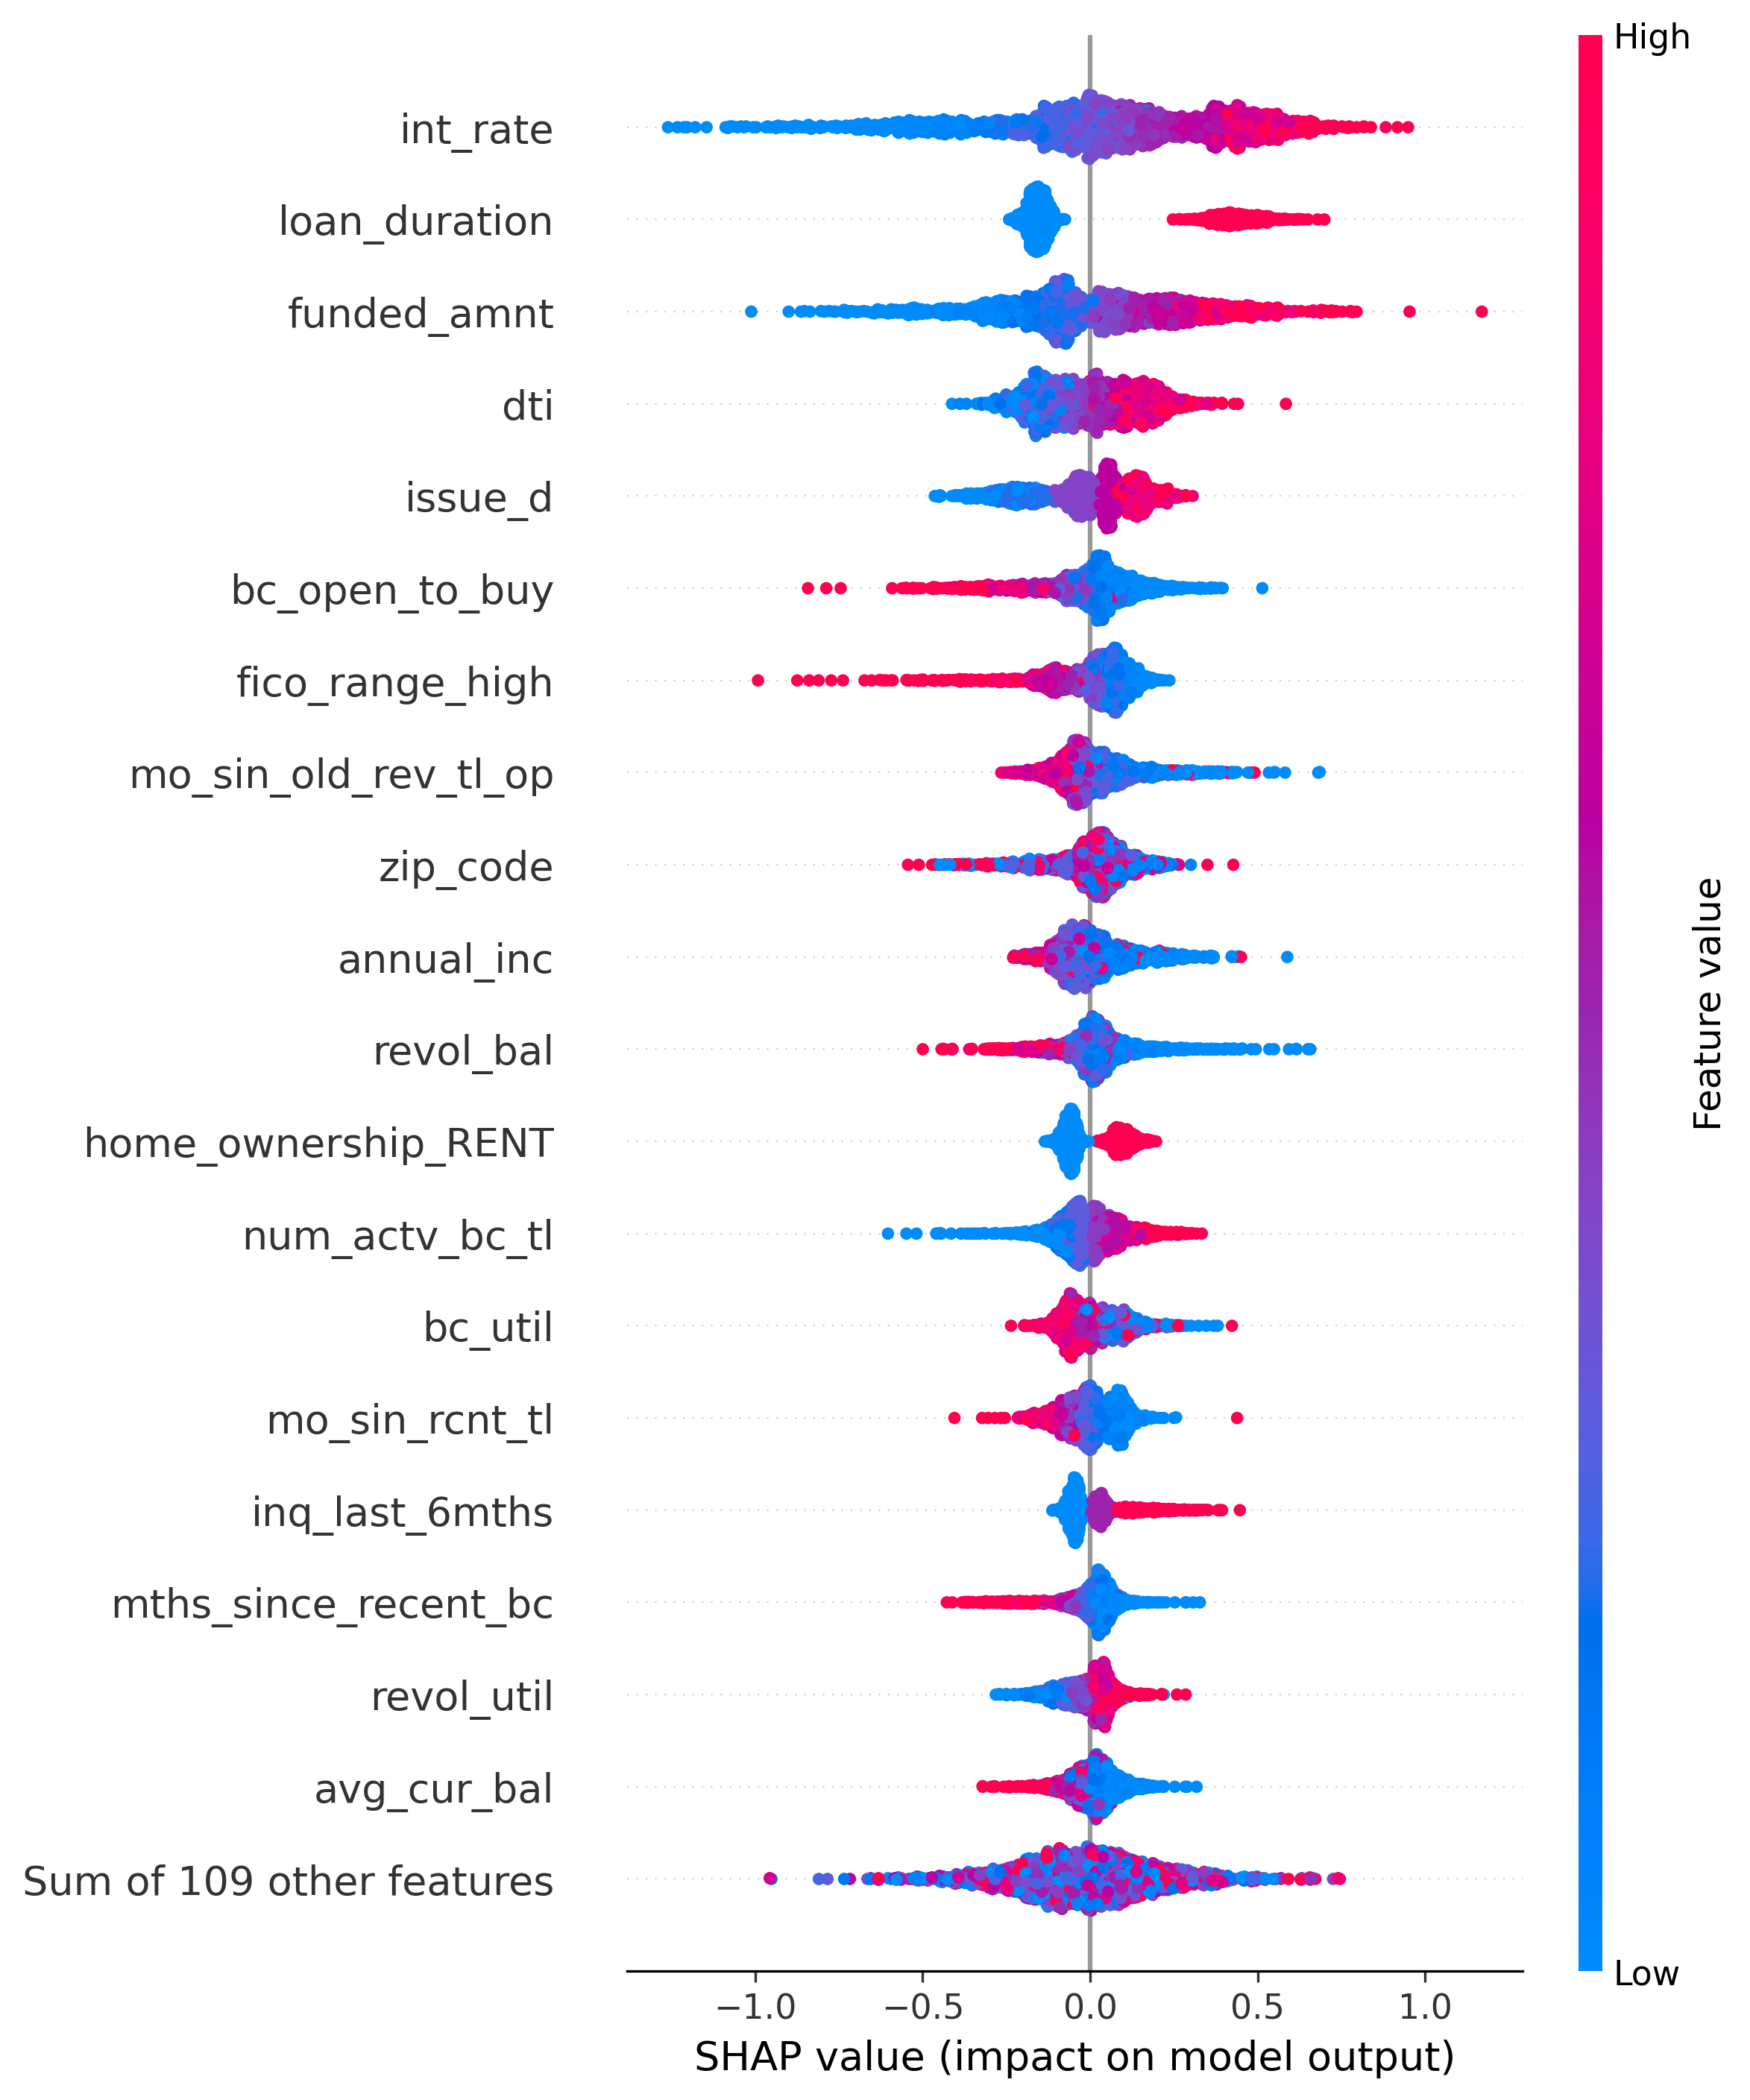 High
int_rate
loan_duration
funded_amnt
dti
issue_d
bc_open_to_buy
fico_range_high
mo_sin_old_rev_tl_op
zip_code
annual_inc
revol_bal
home_ownership_RENT
num_actv_bc_tl
bc_util
mo_sin_rcnt_tl
inq_last_6mths
mths_since_recent_bc
revol_util
avg_cur_bal
Sum of 109 other features
Feature value
Low
−1.0 −0.5 0.0 0.5 1.0
SHAP value (impact on model output)